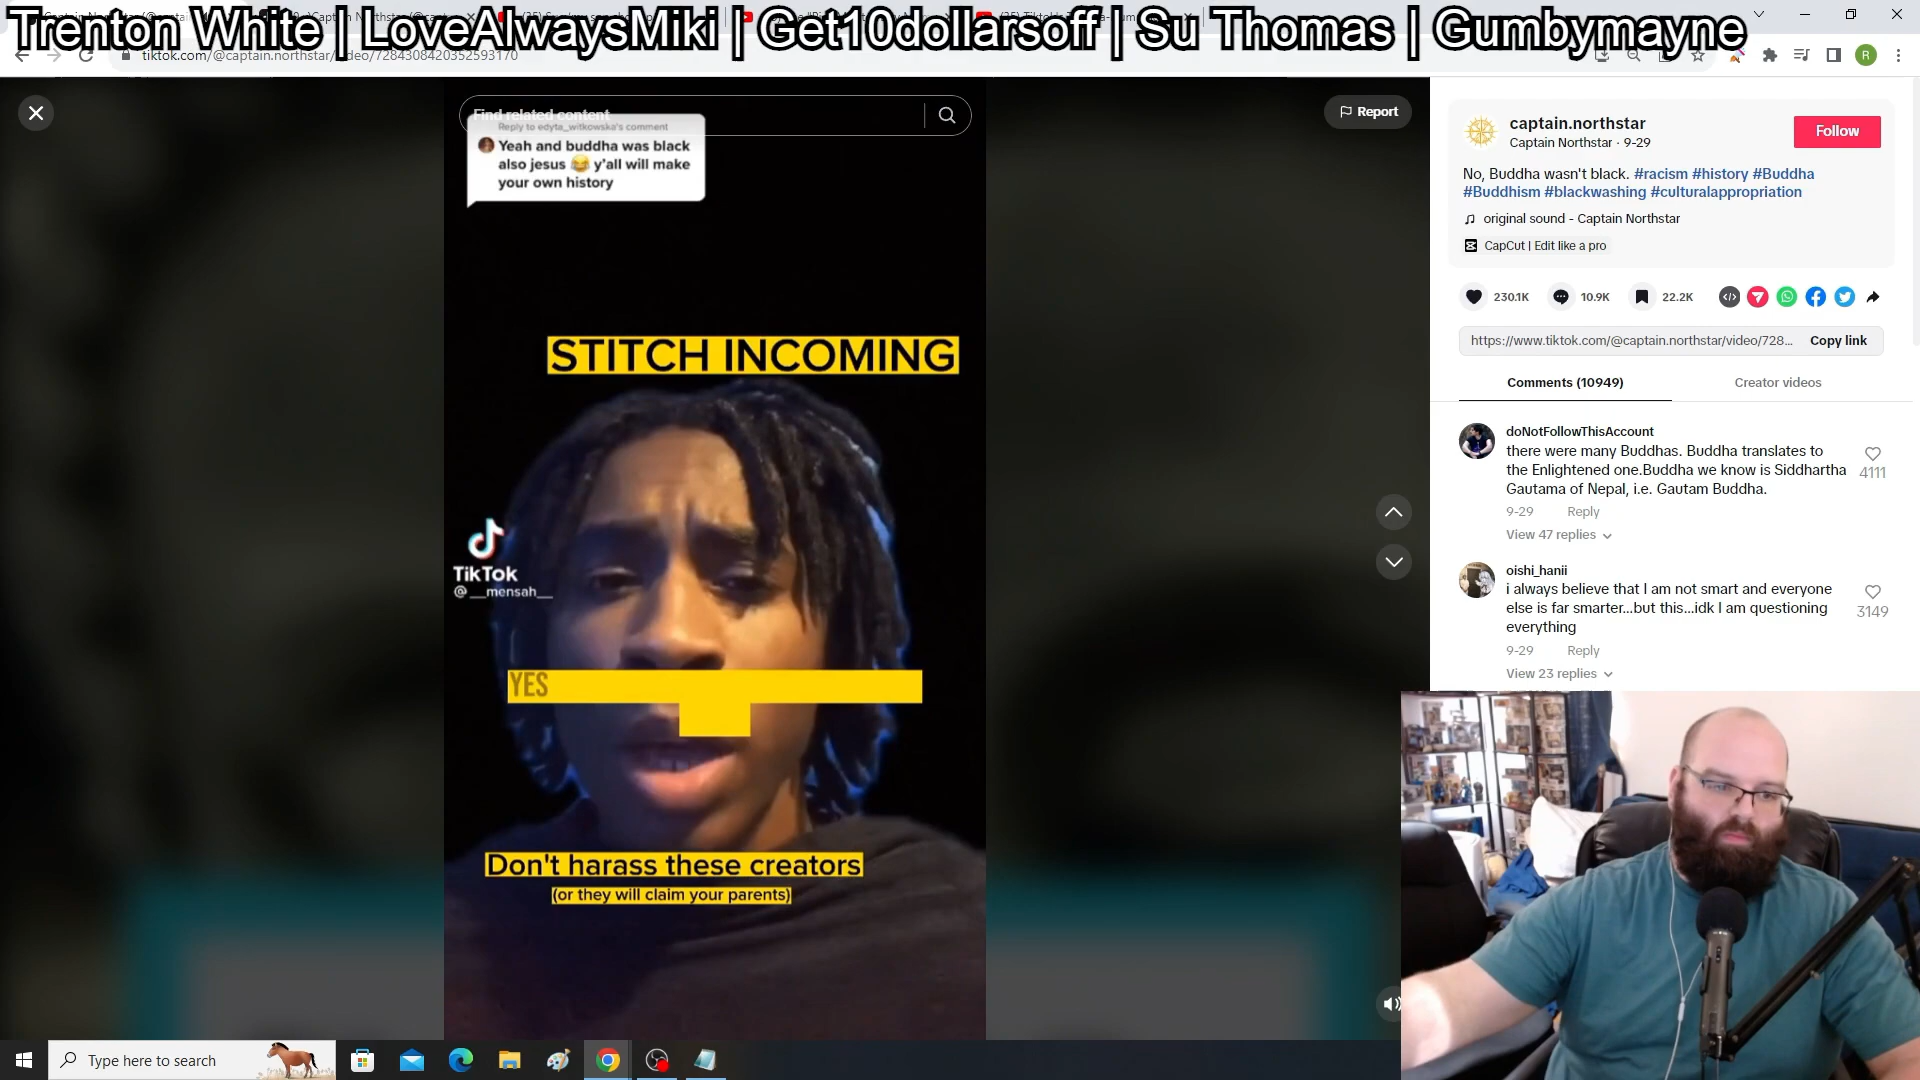 Trenton White | LoveAlwaysMiki | Get10dollarsoff | Su Thomas | Gumbymayne
tiktok.com/@captain.northstar/video/7284308420352593170
Find related content
Report
Reply to edyta_witkowska's comment
Yeah and buddha was black
also jesus 😂 y'all will make
your own history
STITCH INCOMING
TikTok
@__mensah__
YES
Don't harass these creators
(or they will claim your parents)
captain.northstar
Captain Northstar · 9-29
Follow
No, Buddha wasn't black. #racism #history #Buddha
#Buddhism #blackwashing #culturalappropriation
original sound - Captain Northstar
CapCut | Edit like a pro
230.1K
10.9K
22.2K
https://www.tiktok.com/@captain.northstar/video/728...
Copy link
Comments (10949)
Creator videos
doNotFollowThisAccount
there were many Buddhas. Buddha translates to
the Enlightened one.Buddha we know is Siddhartha
Gautama of Nepal, i.e. Gautam Buddha.
4111
9-29 Reply
View 47 replies
oishi_hanii
i always believe that I am not smart and everyone
else is far smarter...but this...idk I am questioning
everything
3149
9-29 Reply
View 23 replies
R
Type here to search